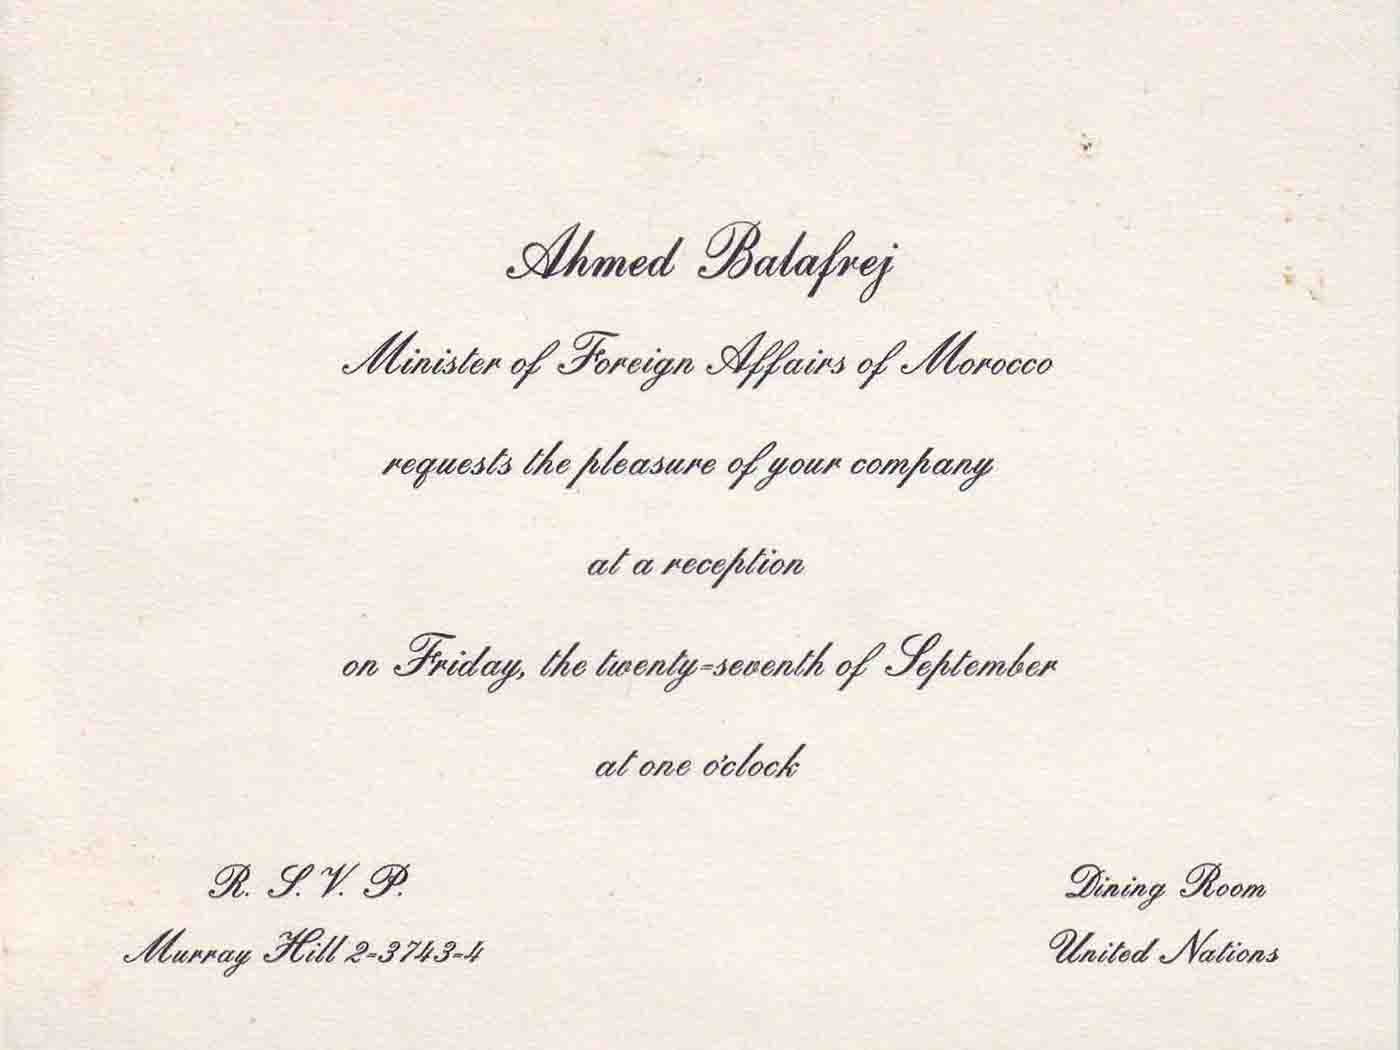 Ahmed Balafrej
Minister of Foreign Affairs of Morocco
requests the pleasure of your company
at a reception
on Friday, the twenty=seventh of September
at one o'clock
R. S. V. P.
Murray Hill 2=3743=4
Dining Room
United Nations